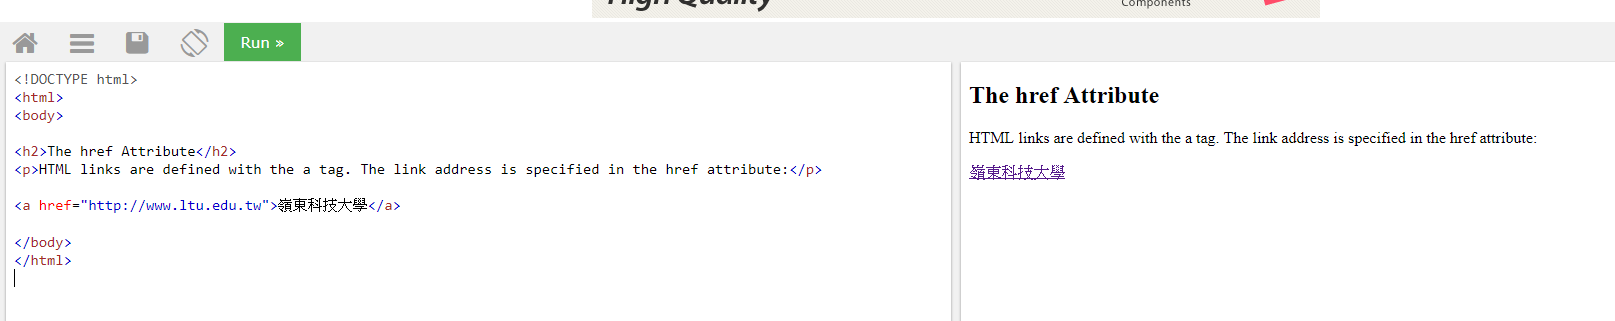 High Quality
Components
Run »
<!DOCTYPE html>
<html>
<body>
<h2>The href Attribute</h2>
<p>HTML links are defined with the a tag. The link address is specified in the href attribute:</p>
<a href="http://www.ltu.edu.tw">嶺東科技大學</a>
</body>
</html>
The href Attribute
HTML links are defined with the a tag. The link address is specified in the href attribute:
嶺東科技大學